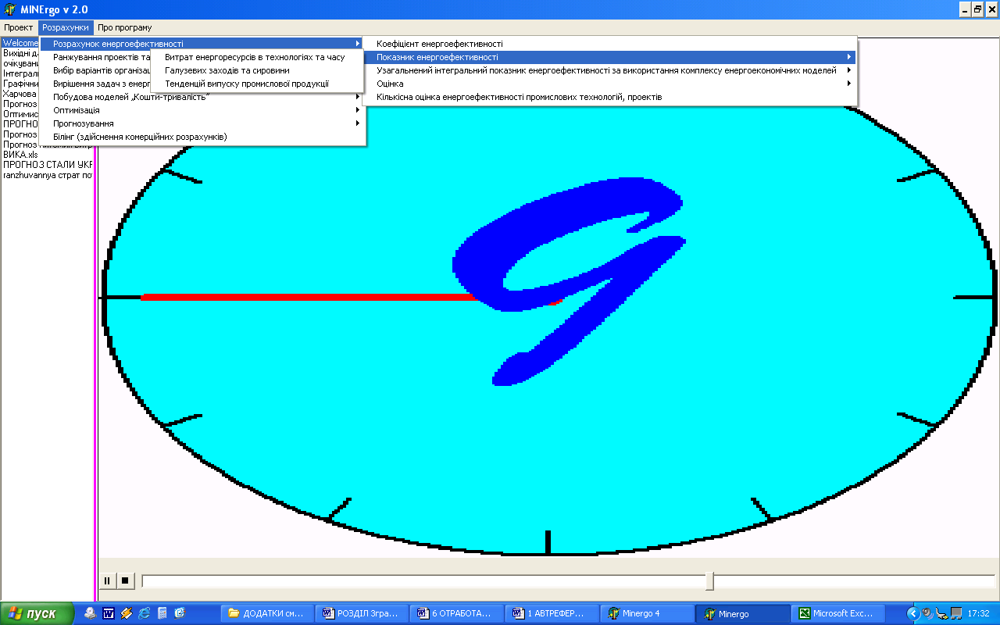 MINErgo v 2.0
Проект Розрахунки Про програму
Welcome
Вихідні д
очікуван
Інтеграл
Графічни
Харчова
Прогноз
Оптимис
ПРОГНО
Прогноз
Прогноз
ВИКА.xls
ПРОГНОЗ СТАЛИ УКР
ranzhuvannya страт по
Розрахунок енергоефективності
Ранжування проектів та
Вибір варіантів організац
Вирішення задач з енерг
Побудова моделей „Кошти-тривалість”
Оптимізація
Прогнозування
Білінг (здійснення комерційних розрахунків)
Витрат енергоресурсів в технологіях та часу
Галузевих заходів та сировини
Тенденцій випуску промислової продукції
Коефіцієнт енергоефективності
Показник енергоефективності
Узагальнений інтегральний показник енергоефективності за використання комплексу енергоекономічних моделей
Оцінка
Кількісна оцінка енергоефективності промислових технологій, проектів
9
пуск
ДОДАТКИ см...
РОЗДІЛ 3гра...
6 ОТРАБОТА...
1 АВТРЕФЕР...
Minergo 4
Minergo
Microsoft Exc...
17:32